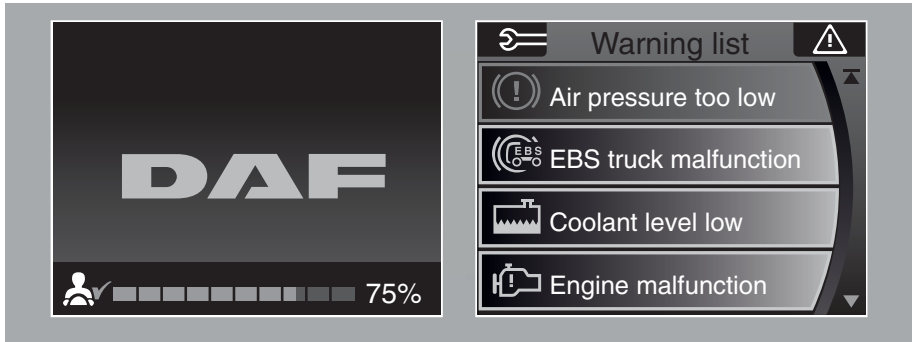 DAF
75%
Warning list
Air pressure too low
EBS
EBS truck malfunction
Coolant level low
Engine malfunction